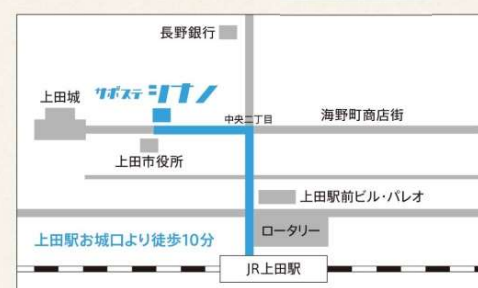 長野銀行
サポステ シナノ
上田城
中央二丁目
海野町商店街
上田市役所
上田駅前ビル・パレオ
ロータリー
上田駅お城口より徒歩10分
JR上田駅